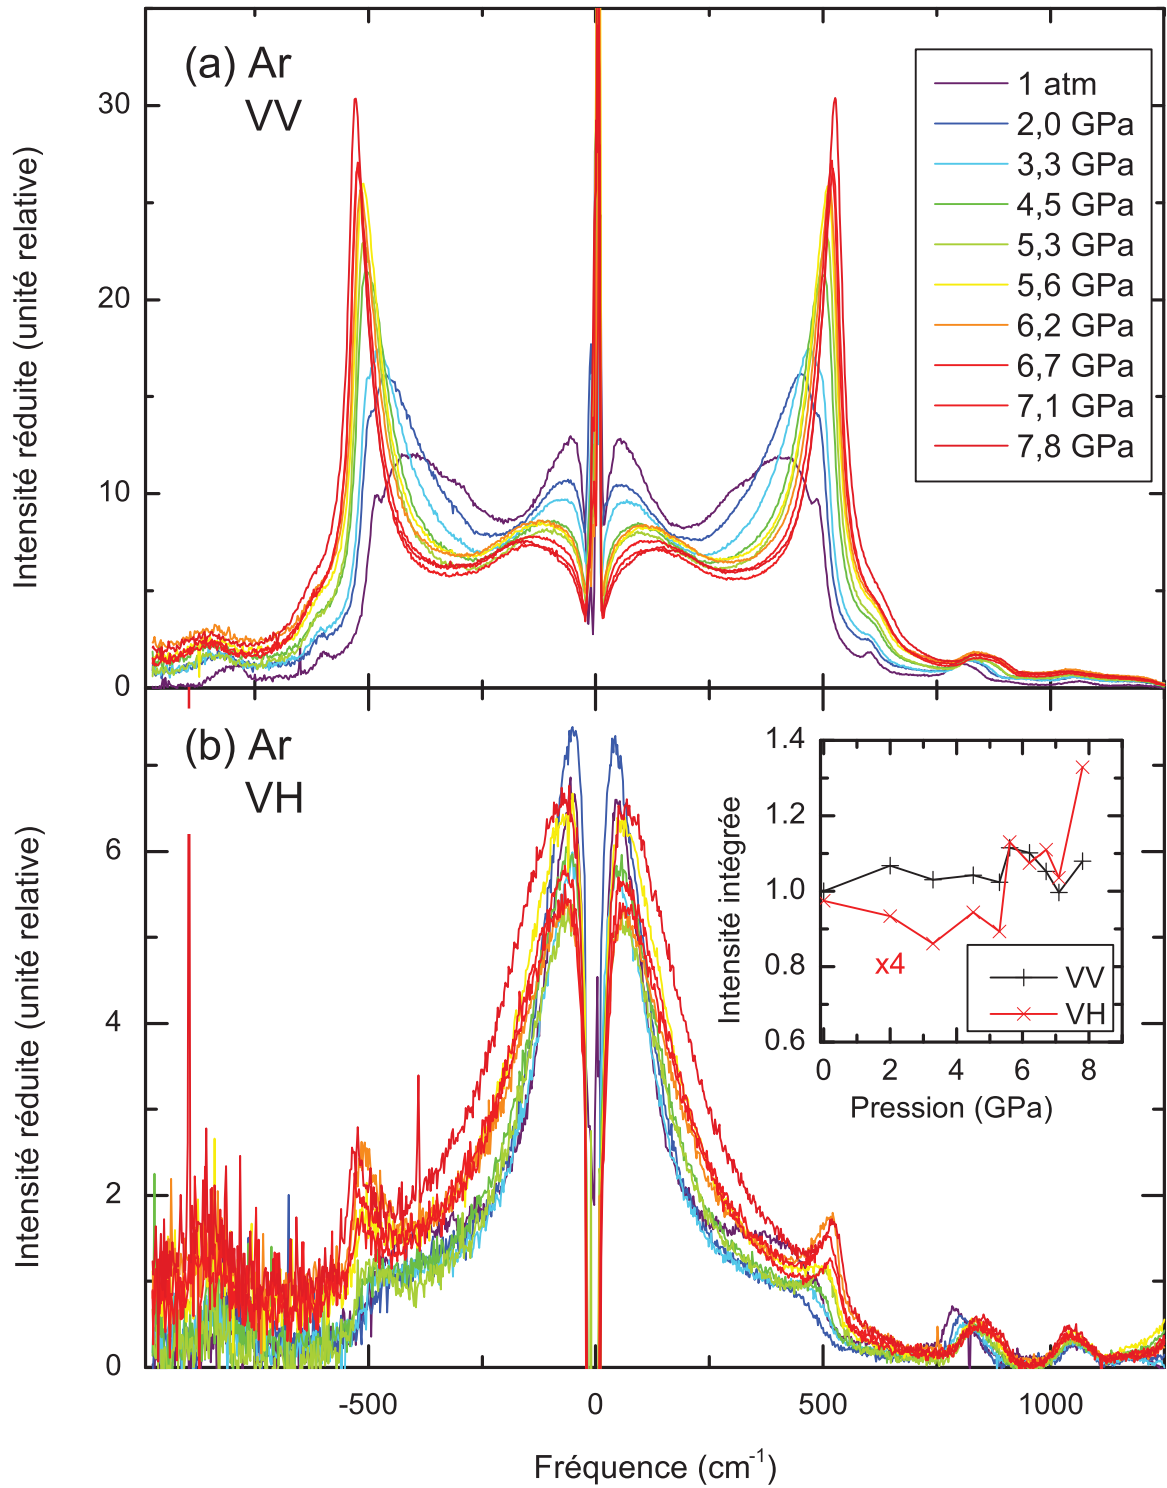 (a) Ar
VV
Intensité réduite (unité relative)
30
20
10
0
1 atm
2,0 GPa
3,3 GPa
4,5 GPa
5,3 GPa
5,6 GPa
6,2 GPa
6,7 GPa
7,1 GPa
7,8 GPa
(b) Ar
VH
Intensité réduite (unité relative)
6
4
2
0
-500 0 500 1000
Fréquence (cm-1)
Intensité intégrée
1.4
1.2
1.0
0.8
0.6
x4
VV
VH
0 2 4 6 8
Pression (GPa)